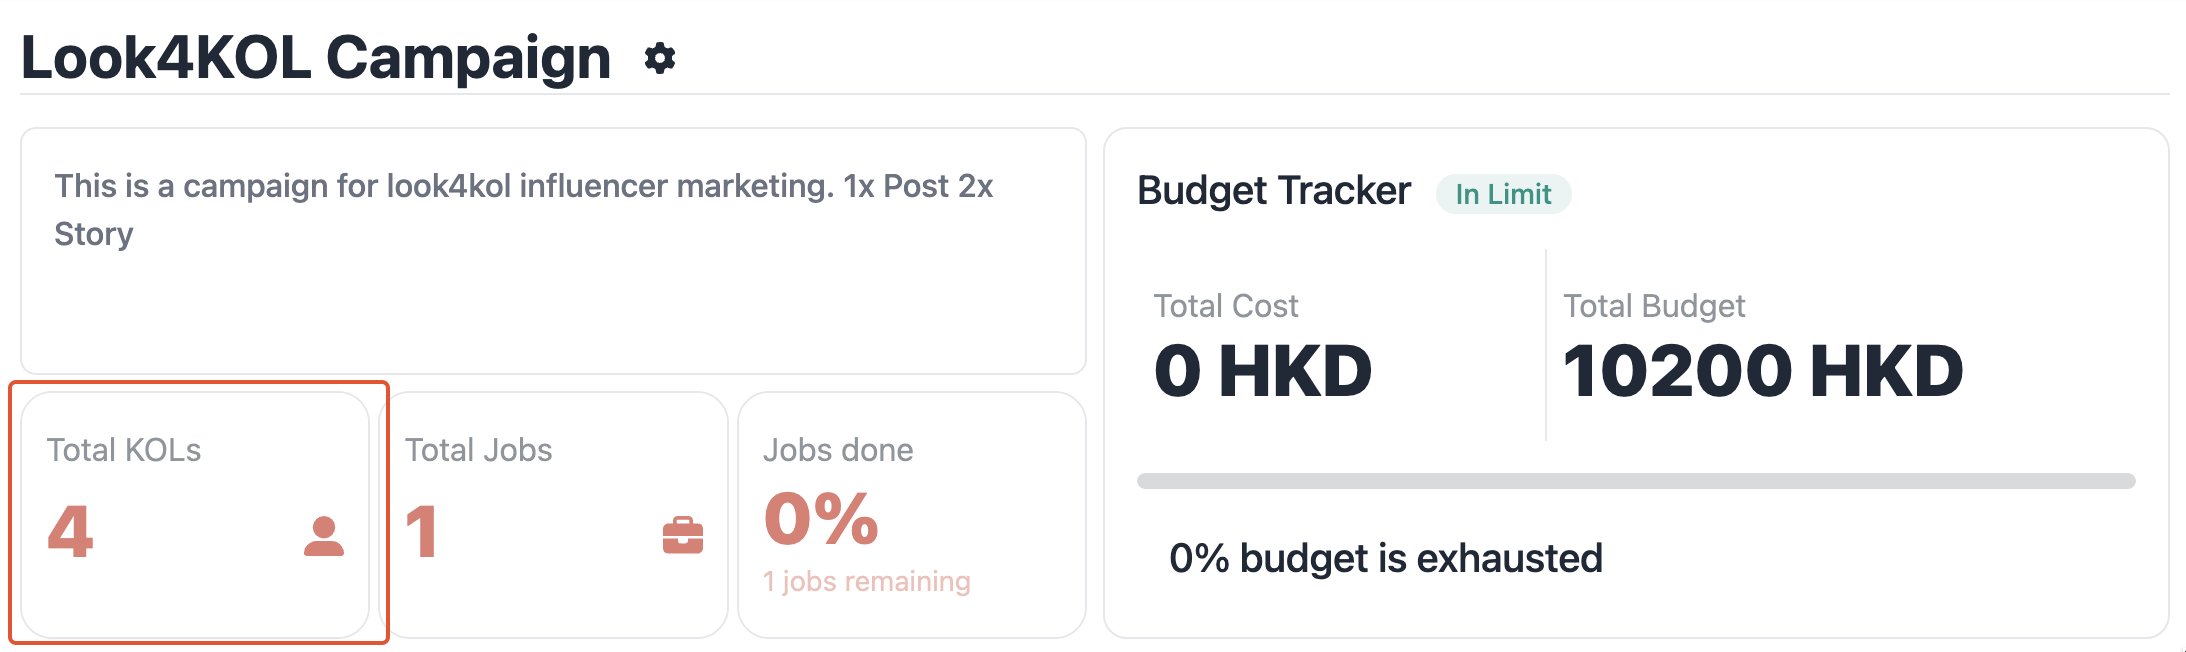 Look4KOL Campaign
This is a campaign for look4kol influencer marketing. 1x Post 2x
Story
Total KOLs
4
Total Jobs
1
Jobs done
0%
1 jobs remaining
Budget Tracker
In Limit
Total Cost
0 HKD
Total Budget
10200 HKD
0% budget is exhausted